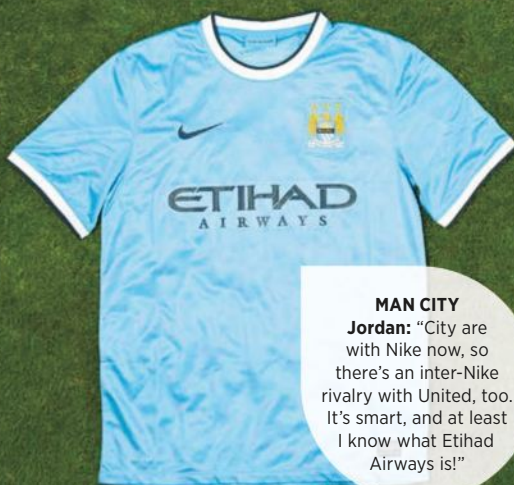 ETIHAD
AIRWAYS
MAN CITY
Jordan: “City are
with Nike now, so
there’s an inter-Nike
rivalry with United, too.
It’s smart, and at least
I know what Etihad
Airways is!”